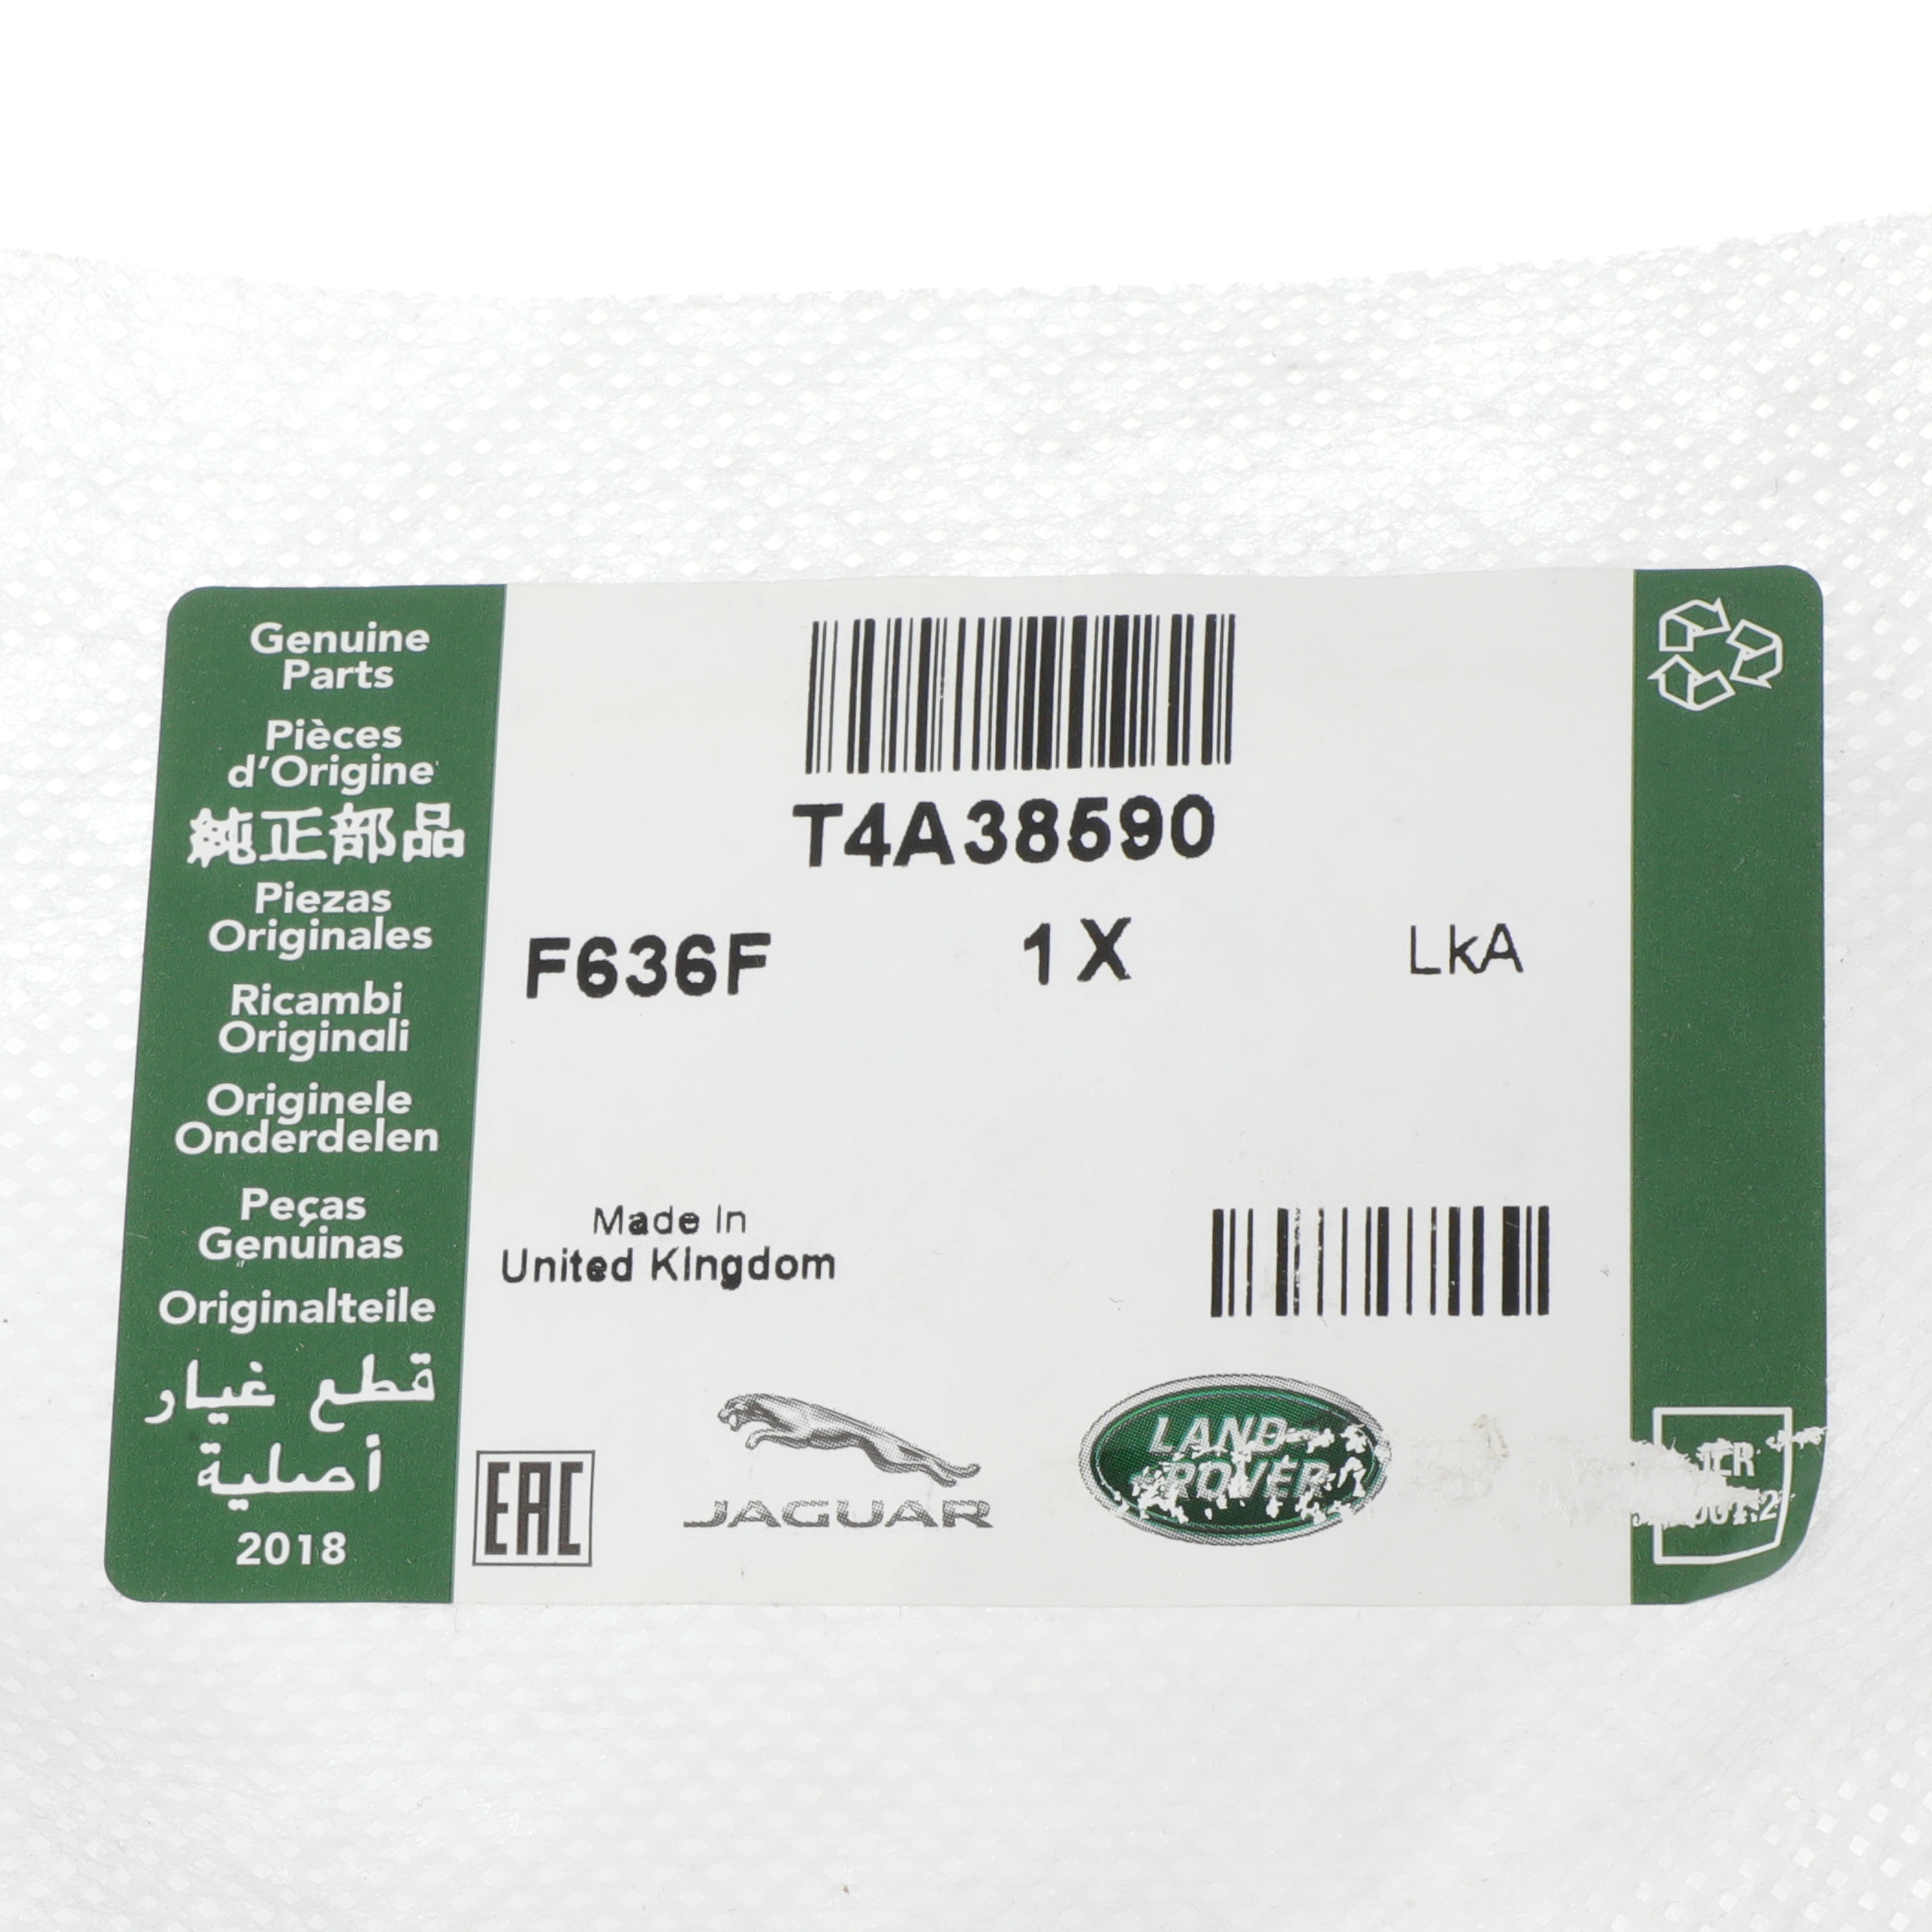 Genuine
Parts
Pièces
d'Origine
純正部品
Piezas
Originales
Ricambi
Originali
Originele
Onderdelen
Peças
Genuinas
Originalteile
قطع غيار
أصلية
2018
T4A38590
F636F 1 X LkA
Made In
United Kingdom
EAC
JAGUAR
LAND-
ROVER